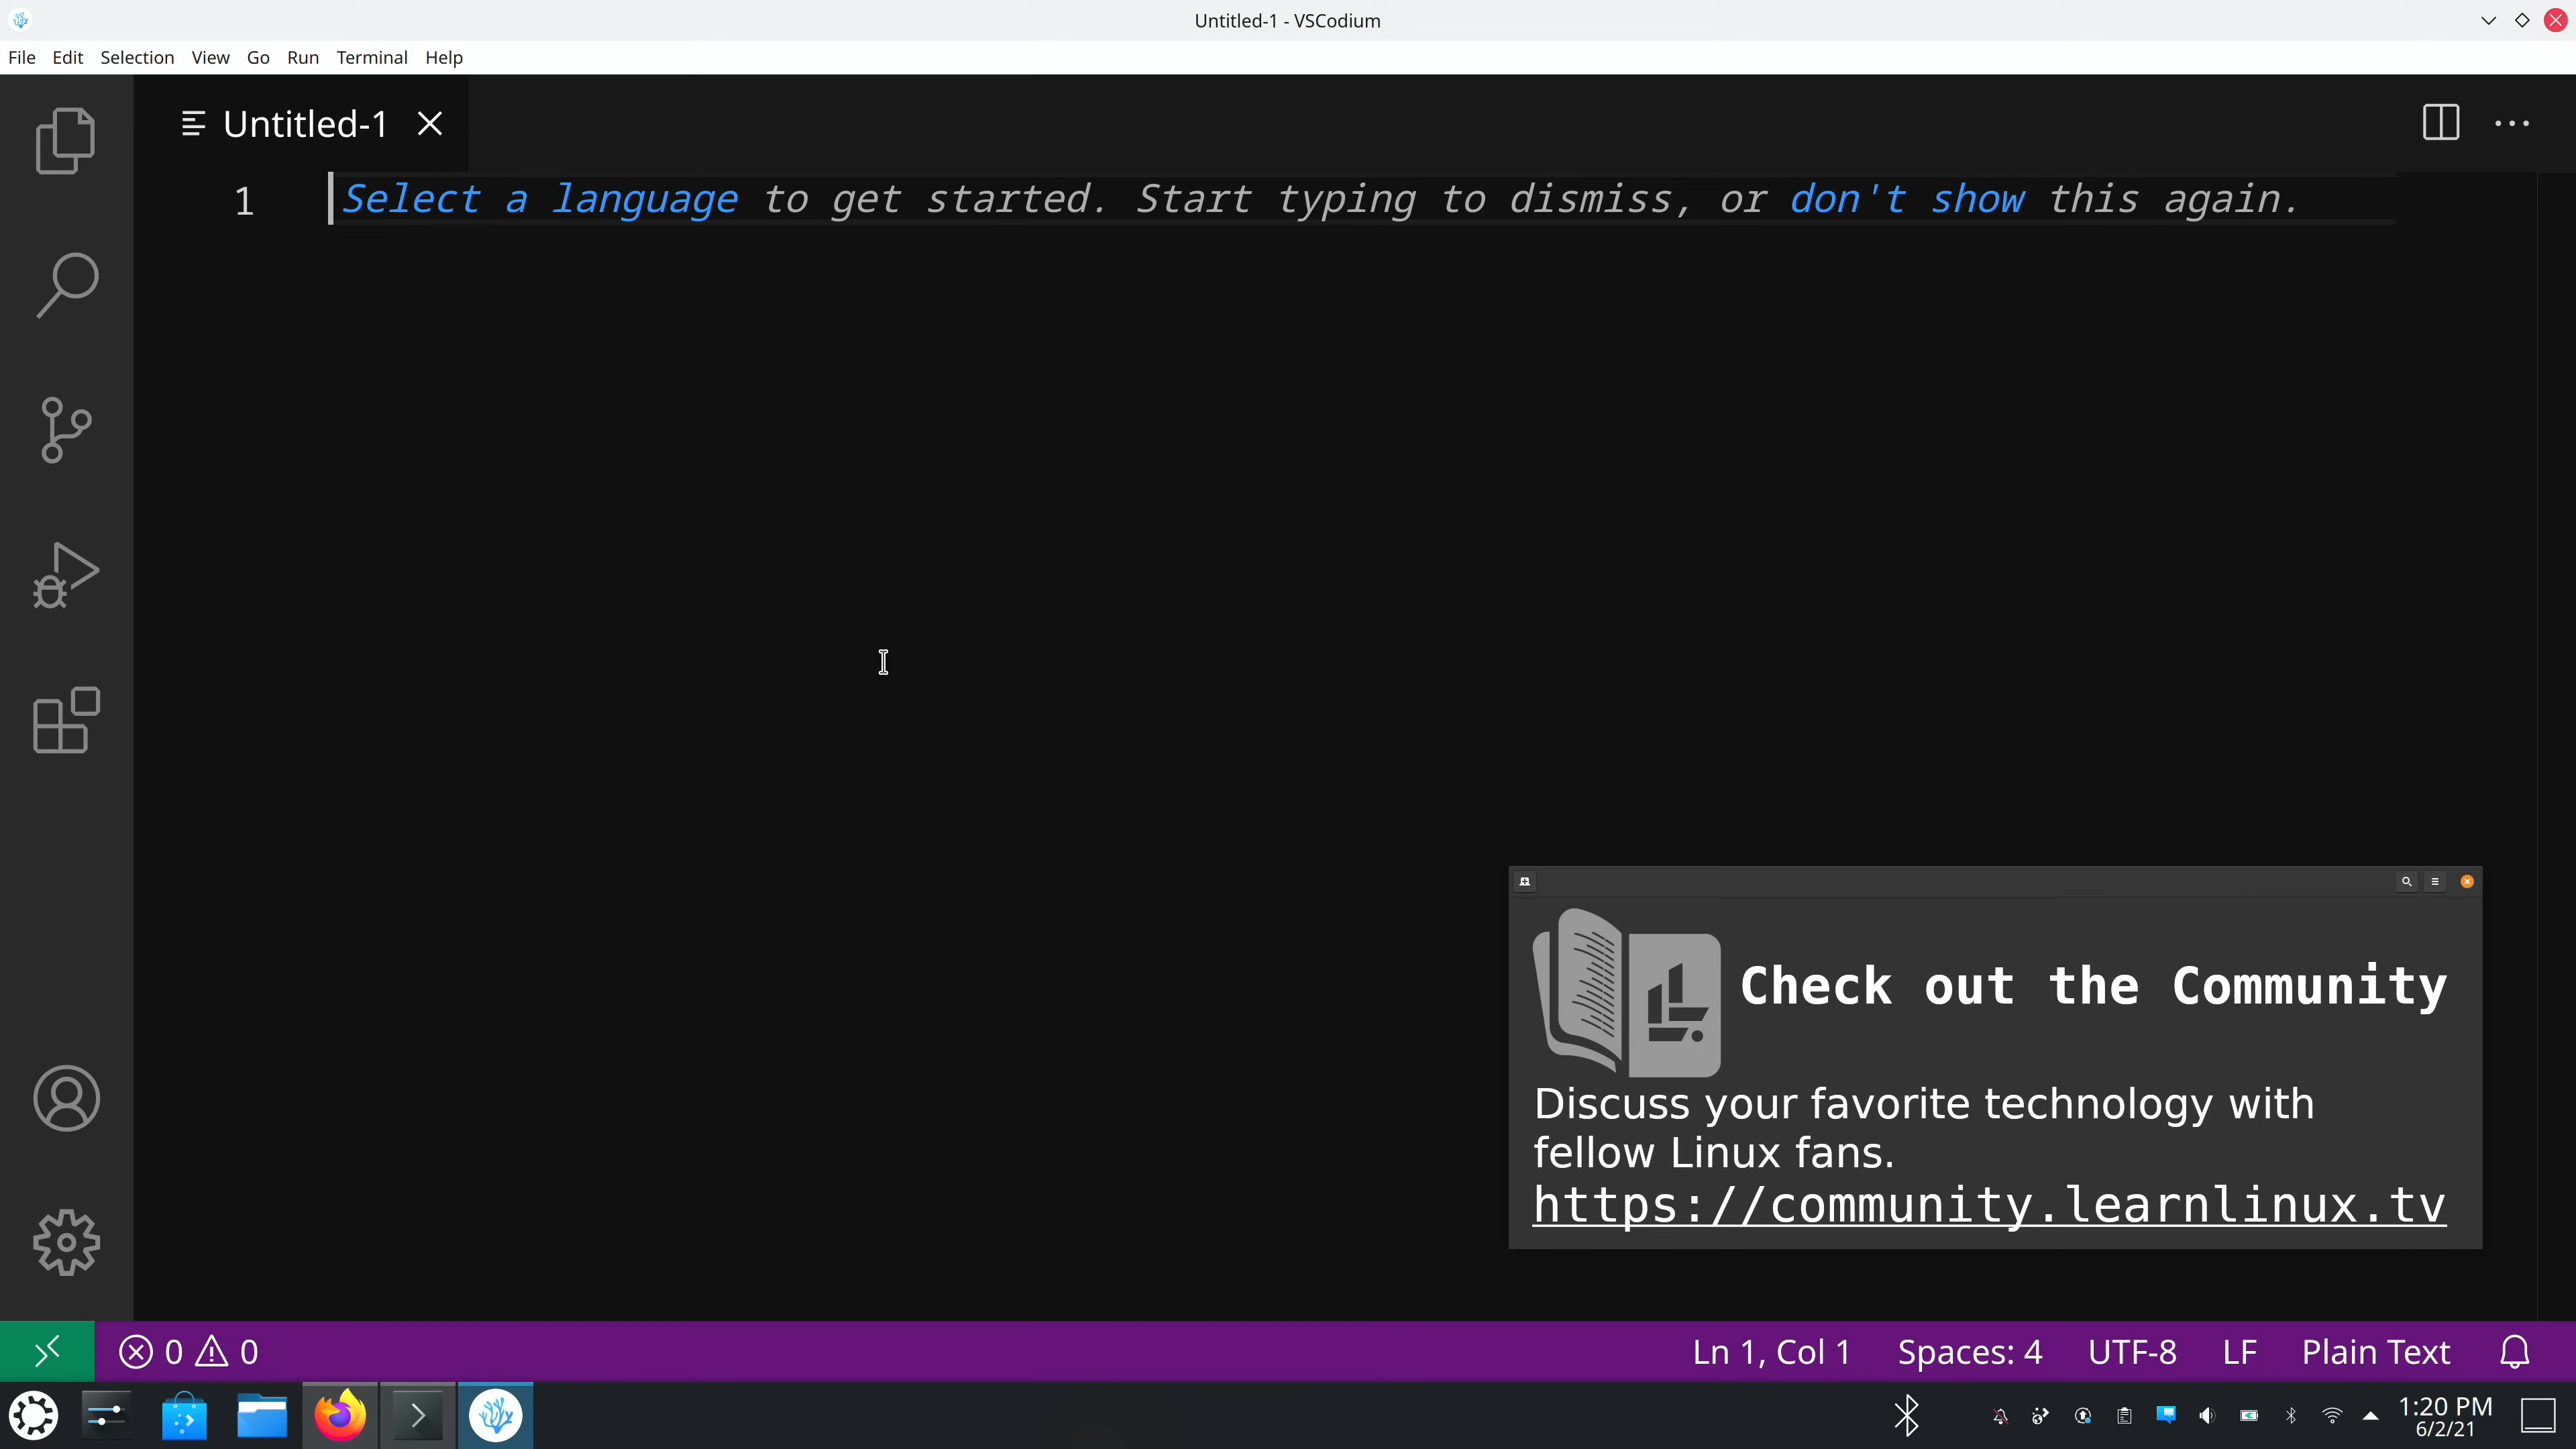 Untitled-1 - VSCodium
File Edit Selection View Go Run Terminal Help
Untitled-1
1 Select a language to get started. Start typing to dismiss, or don't show this again.
Check out the Community
Discuss your favorite technology with
fellow Linux fans.
https://community.learnlinux.tv
0 0 Ln 1, Col 1 Spaces: 4 UTF-8 LF Plain Text
1:20 PM
6/2/21